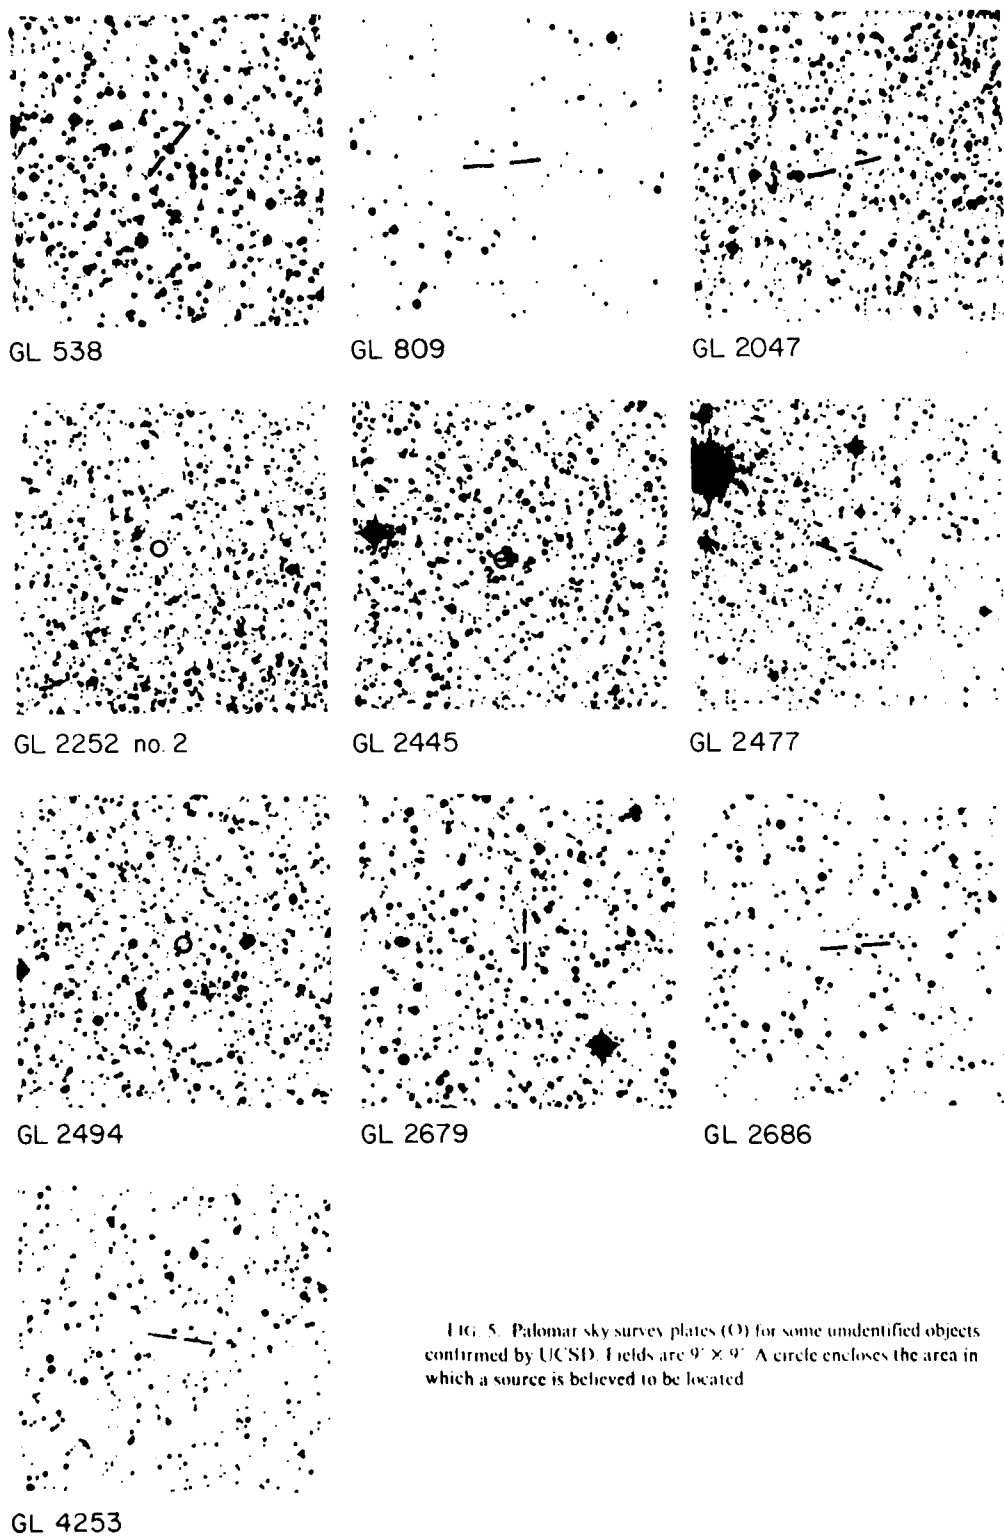 GL 538
GL 809
GL 2047
GL 2252 no. 2
GL 2445
GL 2477
GL 2494
GL 2679
GL 2686
GL 4253
FIG. 5. Palomar sky survey plates (O) for some unidentified objects
confirmed by UCSD. Fields are 9′ × 9′. A circle encloses the area in
which a source is believed to be located